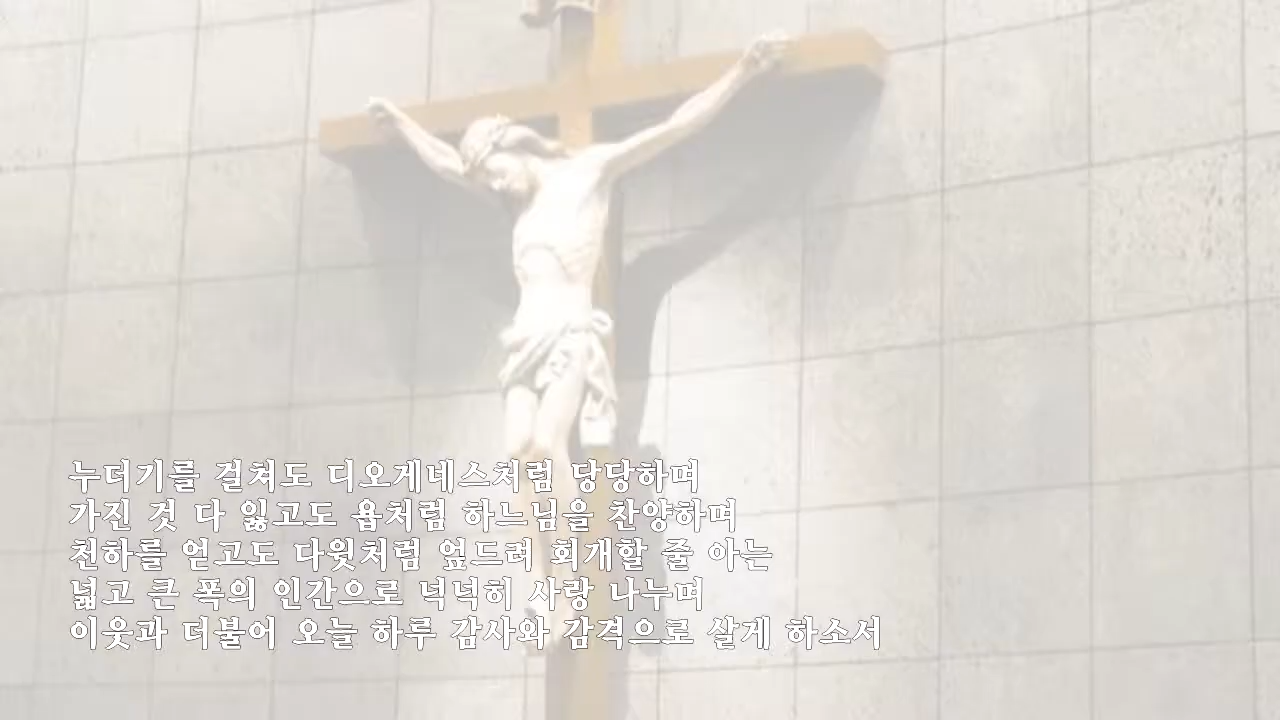 누더기를 걸쳐도 디오게네스처럼 당당하며
가진 것 다 잃고도 욥처럼 하느님을 찬양하며
천하를 얻고도 다윗처럼 엎드려 회개할 줄 아는
넓고 큰 폭의 인간으로 넉넉히 사랑 나누며
이웃과 더불어 오늘 하루 감사와 감격으로 살게 하소서